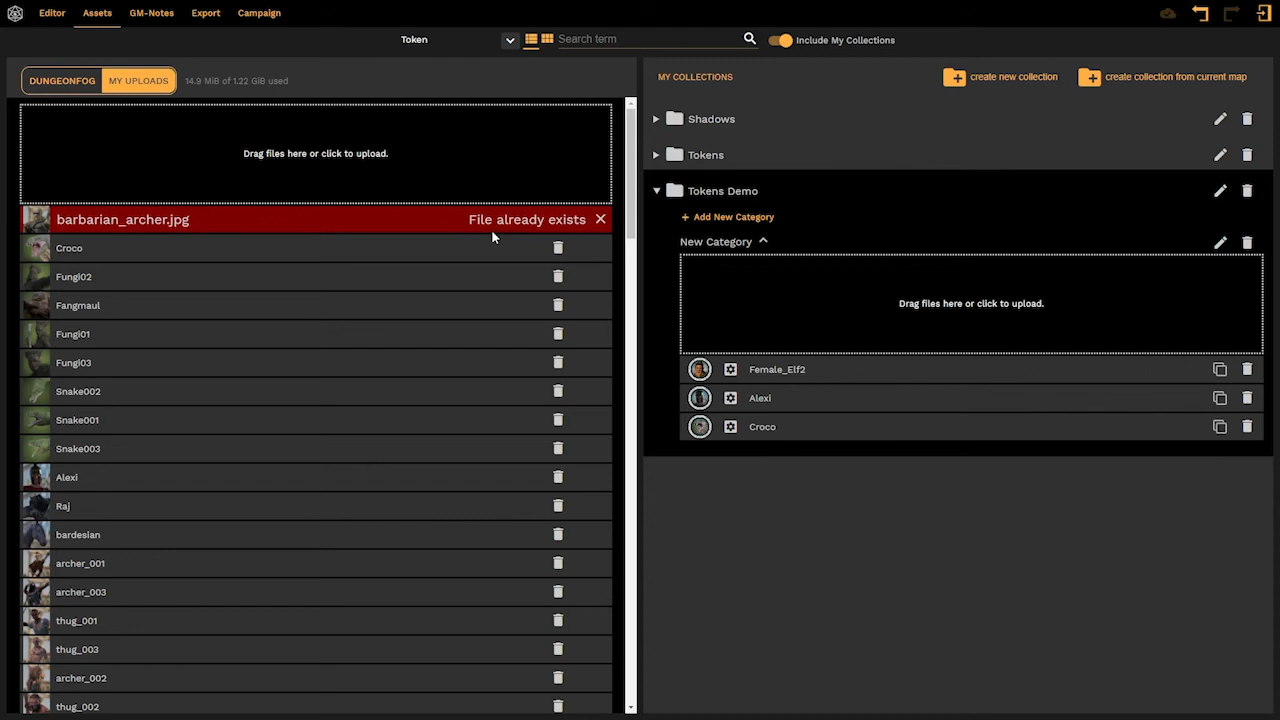 Editor Assets GM-Notes Export Campaign
Token Search term Include My Collections
DUNGEONFOG MY UPLOADS 14.9 MiB of 1.22 GiB used
Drag files here or click to upload.
barbarian_archer.jpg File already exists
Croco
Fungi02
Fangmaul
Fungi01
Fungi03
Snake002
Snake001
Snake003
Alexi
Raj
bardesian
archer_001
archer_003
thug_001
thug_003
archer_002
thug_002
MY COLLECTIONS create new collection create collection from current map
Shadows
Tokens
Tokens Demo
+ Add New Category
New Category
Drag files here or click to upload.
Female_Elf2
Alexi
Croco